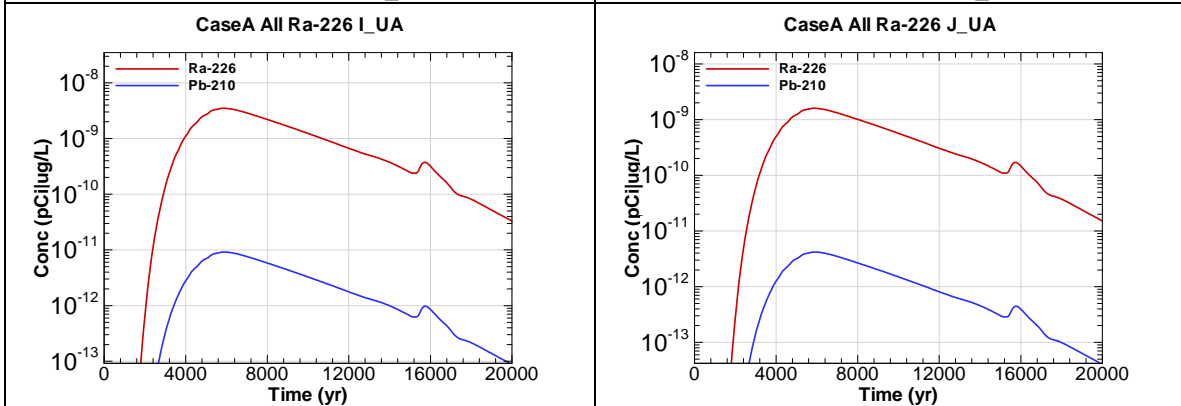 CaseA All Ra-226 I_UA
Ra-226
Pb-210
10-8
10-9
10-10
10-11
10-12
10-13
Conc (pCi|ug/L)
0 4000 8000 12000 16000 20000
Time (yr)
CaseA All Ra-226 J_UA
Ra-226
Pb-210
10-8
10-9
10-10
10-11
10-12
10-13
Conc (pCi|ug/L)
0 4000 8000 12000 16000 20000
Time (yr)